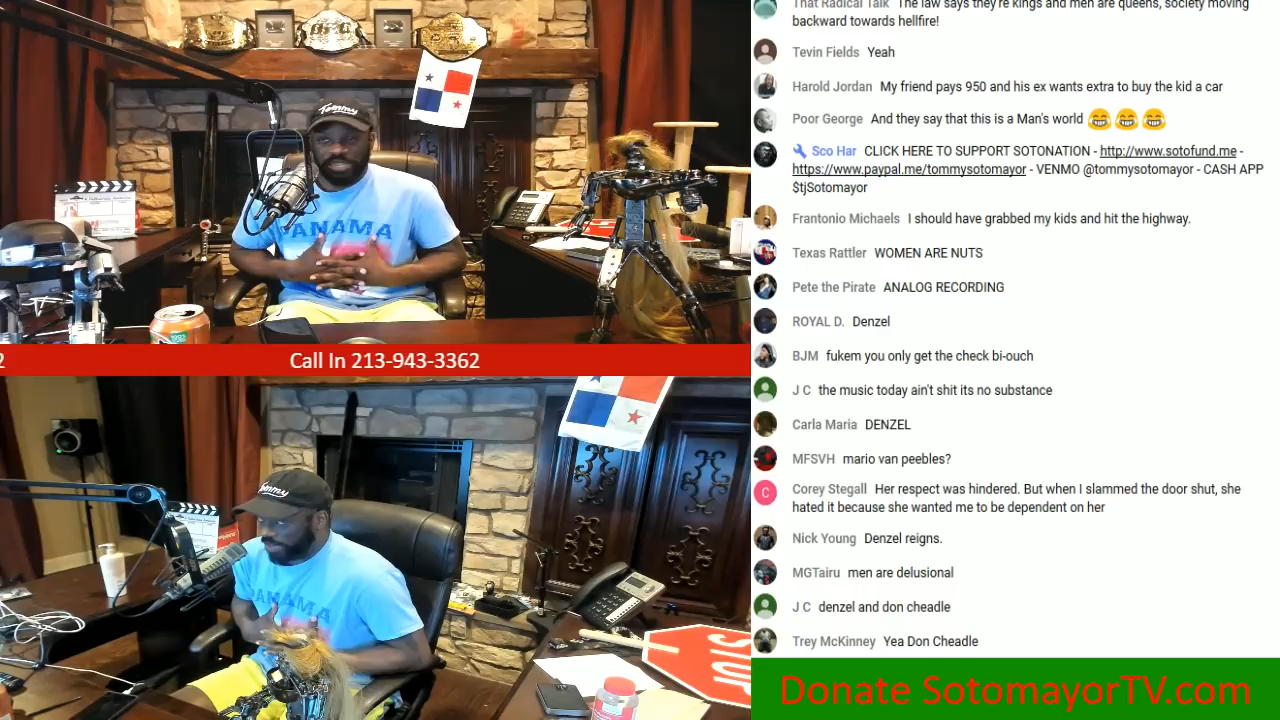 Tommy
PANAMA
2
Call In 213-943-3362
Tommy
PANAMA
STOP
That Radical Talk The law says they're kings and men are queens, society moving
backward towards hellfire!
Tevin Fields Yeah
Harold Jordan My friend pays 950 and his ex wants extra to buy the kid a car
Poor George And they say that this is a Man's world 😂 😂 😂
Sco Har CLICK HERE TO SUPPORT SOTONATION - http://www.sotofund.me -
https://www.paypal.me/tommysotomayor - VENMO @tommysotomayor - CASH APP
$tjSotomayor
Frantonio Michaels I should have grabbed my kids and hit the highway.
Texas Rattler WOMEN ARE NUTS
Pete the Pirate ANALOG RECORDING
ROYAL D. Denzel
BJM fukem you only get the check bi-ouch
J C the music today ain't shit its no substance
Carla Maria DENZEL
MFSVH mario van peebles?
C Corey Stegall Her respect was hindered. But when I slammed the door shut, she
hated it because she wanted me to be dependent on her
Nick Young Denzel reigns.
MGTairu men are delusional
J C denzel and don cheadle
Trey McKinney Yea Don Cheadle
Donate SotomayorTV.com